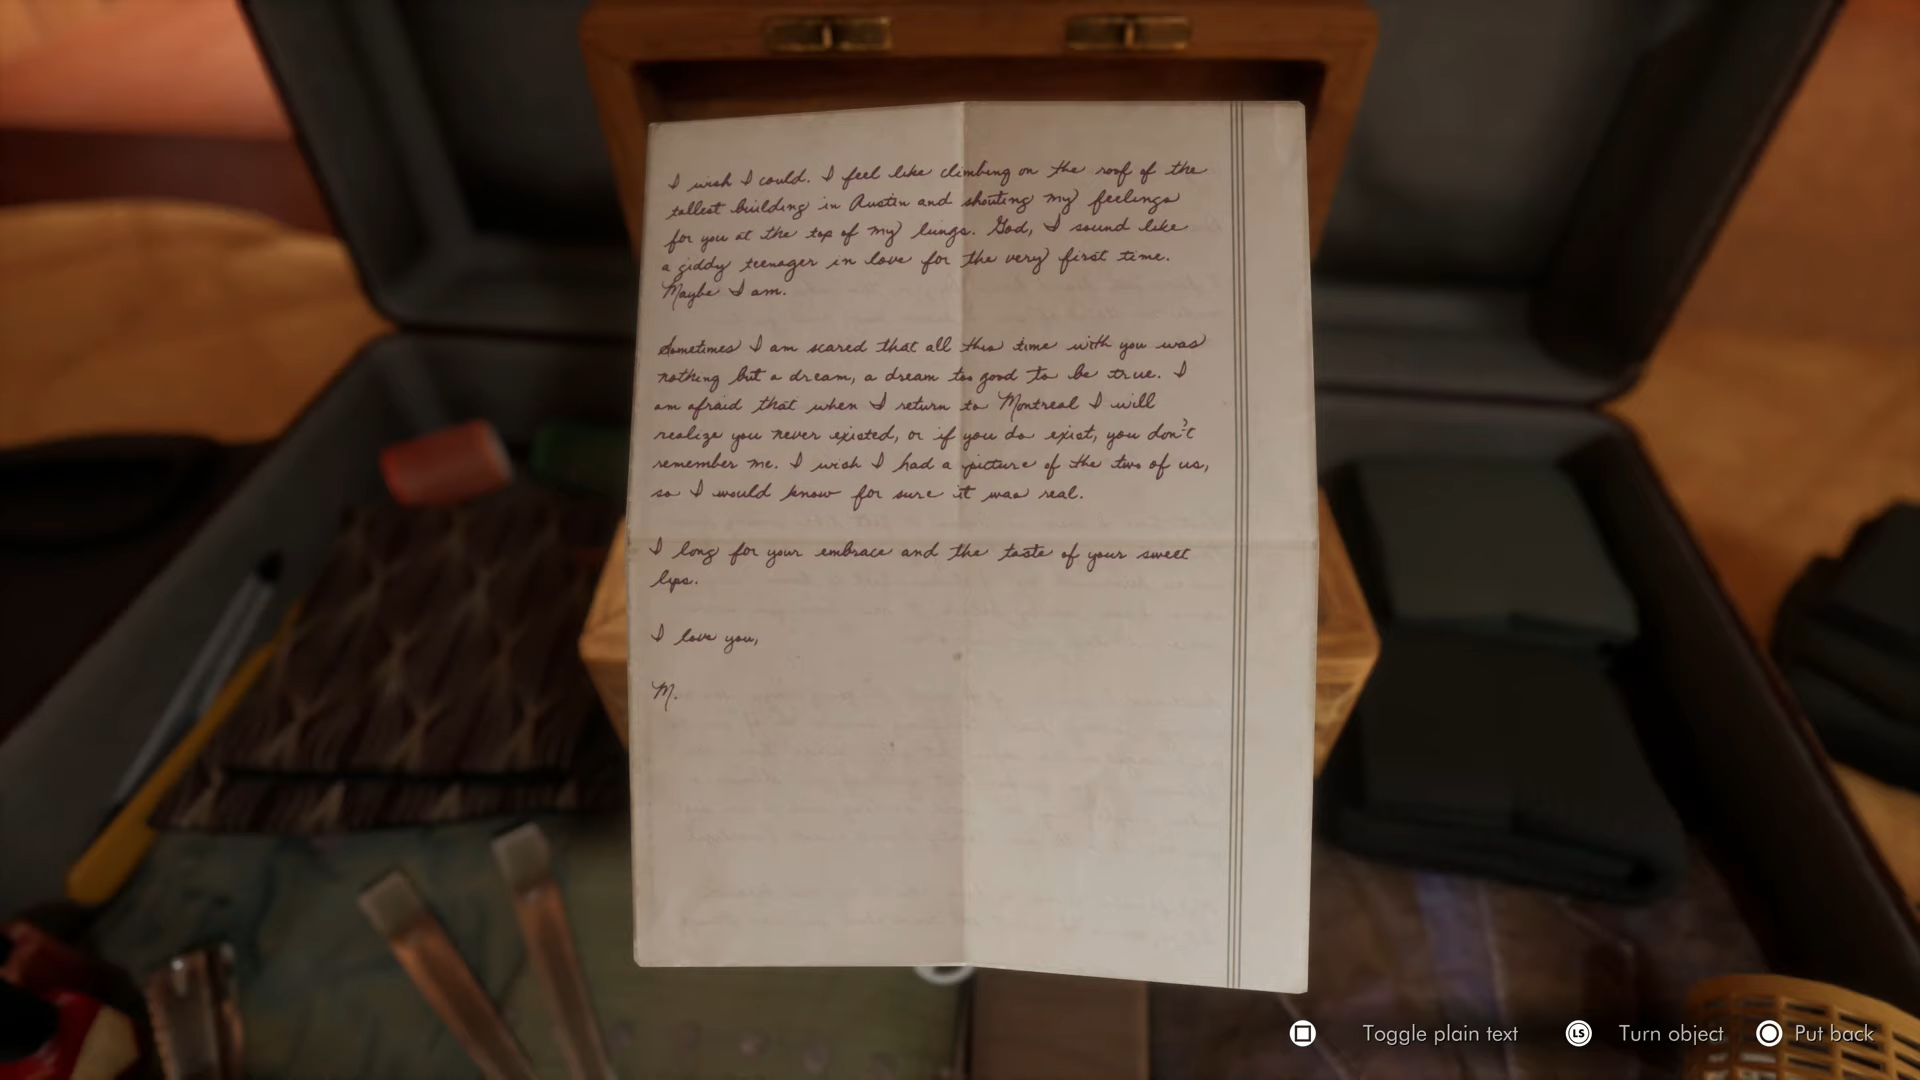 I wish I could. I feel like climbing on the roof of the
tallest building in Austin and shouting my feelings
for you at the top of my lungs. God, I sound like
a giddy teenager in love for the very first time.
Maybe I am.
Sometimes I am scared that all this time with you was
nothing but a dream, a dream too good to be true. I
am afraid that when I return to Montreal I will
realize you never existed, or if you do exist, you don't
remember me. I wish I had a picture of the two of us,
so I would know for sure it was real.
I long for your embrace and the taste of your sweet
lips.
I love you,
M.
Toggle plain text LS Turn object Put back